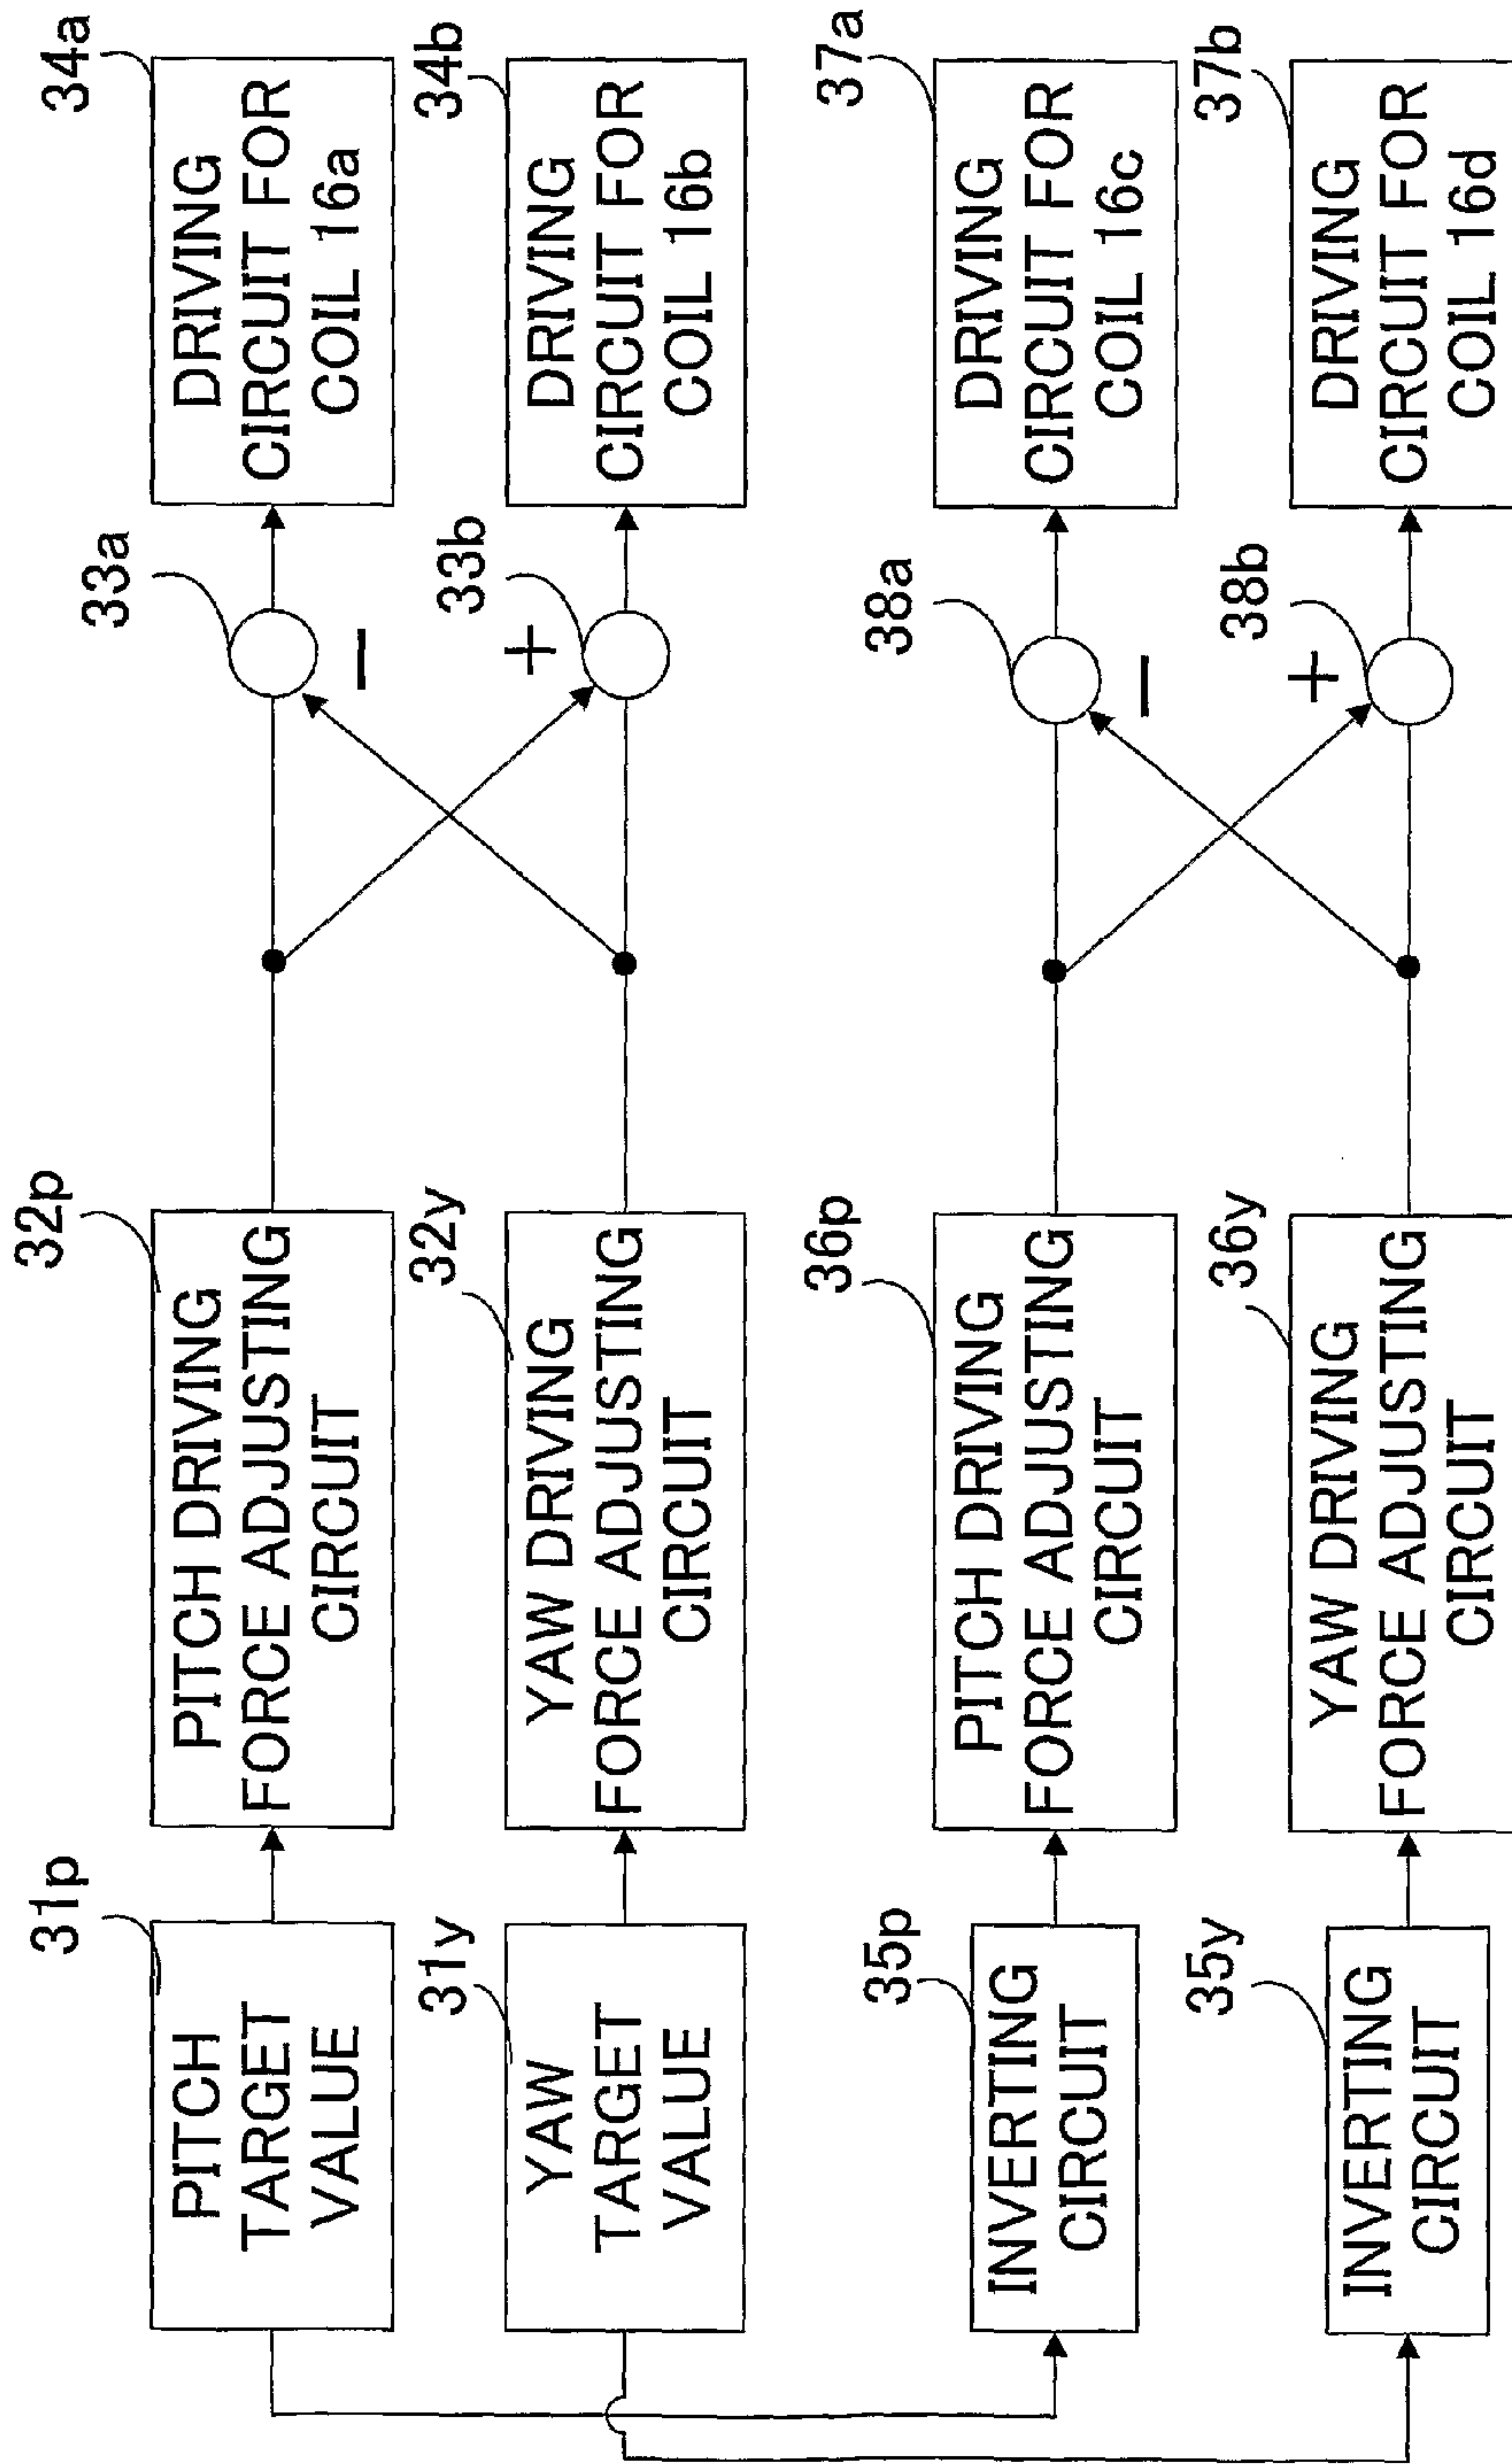 31p
PITCH
TARGET
VALUE
32p
PITCH DRIVING
FORCE ADJUSTING
CIRCUIT
33a
−
34a
DRIVING
CIRCUIT FOR
COIL 16a
31y
YAW
TARGET
VALUE
32y
YAW DRIVING
FORCE ADJUSTING
CIRCUIT
33b
+
34b
DRIVING
CIRCUIT FOR
COIL 16b
35p
INVERTING
CIRCUIT
36p
PITCH DRIVING
FORCE ADJUSTING
CIRCUIT
38a
−
37a
DRIVING
CIRCUIT FOR
COIL 16c
35y
INVERTING
CIRCUIT
36y
YAW DRIVING
FORCE ADJUSTING
CIRCUIT
38b
+
37b
DRIVING
CIRCUIT FOR
COIL 16d